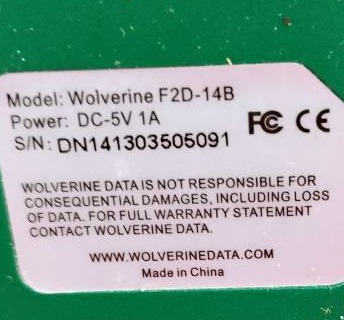 Model: Wolverine F2D-14B
Power: DC-5V 1A
S/N: DN141303505091
FC CE
WOLVERINE DATA IS NOT RESPONSIBLE FOR
CONSEQUENTIAL DAMAGES, INCLUDING LOSS
OF DATA. FOR FULL WARRANTY STATEMENT
CONTACT WOLVERINE DATA.
WWW.WOLVERINEDATA.COM
Made in China